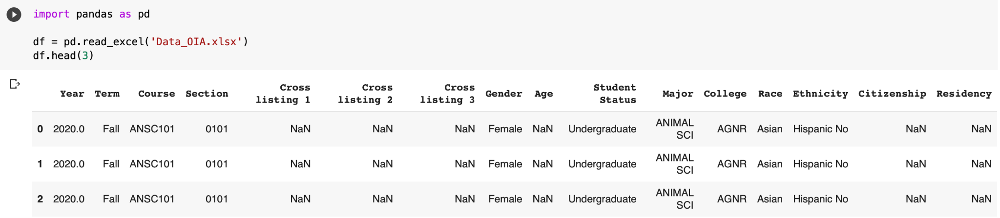 import pandas as pd
df = pd.read_excel('Data_OIA.xlsx')
df.head(3)
Year Term Course Section Cross listing 1 Cross listing 2 Cross listing 3 Gender Age Student Status Major College Race Ethnicity Citizenship Residency
0 2020.0 Fall ANSC101 0101 NaN NaN NaN Female NaN Undergraduate ANIMAL SCI AGNR Asian Hispanic No NaN NaN
1 2020.0 Fall ANSC101 0101 NaN NaN NaN Female NaN Undergraduate ANIMAL SCI AGNR Asian Hispanic No NaN NaN
2 2020.0 Fall ANSC101 0101 NaN NaN NaN Female NaN Undergraduate ANIMAL SCI AGNR Asian Hispanic No NaN NaN